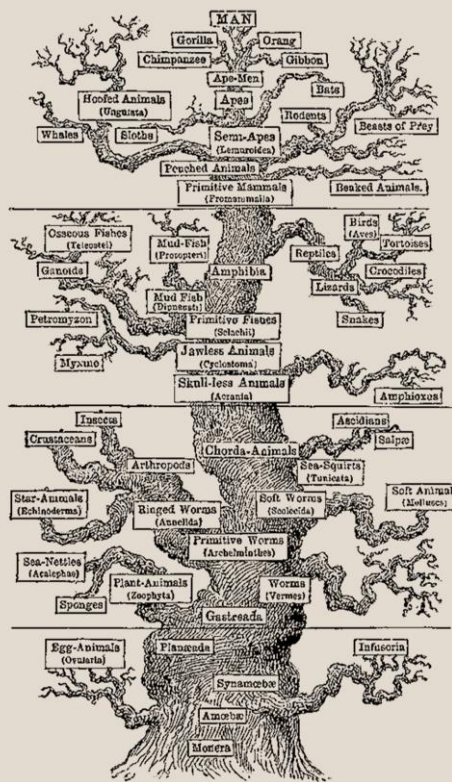 MAN
Gorilla
Orang
Chimpanzee
Gibbon
Ape-Men
Apes
Bats
Hoofed Animals
(Ungulata)
Rodents
Whales
Sloths
Semi-Apes
(Lemuroidea)
Beasts of Prey
Pouched Animals
Primitive Mammals
(Promammalia)
Beaked Animals.
Osseous Fishes
(Teleostei)
Mud-Fish
(Protopteri)
Birds
(Aves)
Tortoises
Reptiles
Ganoids
Amphibia
Crocodiles
Lizards
Mud Fish
(Dipneusti)
Petromyzon
Primitive Fishes
(Selachii)
Snakes
Jawless Animals
(Cyclostoma)
Myxine
Skull-less Animals
(Acrania)
Amphioxus
Insects
Crustaceans
Ascidians
Salpæ
Chorda-Animals
Arthropods
Sea-Squirts
(Tunicata)
Star-Animals
(Echinoderms)
Ringed Worms
(Annelida)
Soft Worms
(Scolecida)
Soft Animal
(Molluscs)
Primitive Worms
(Archelminthes)
Sea-Nettles
(Acalephae)
Plant-Animals
(Zoophyta)
Worms
(Vermes)
Sponges
Gastreada
Egg-Animals
(Ovularia)
Planæada
Infusoria
Synamœbæ
Amœbæ
Monera